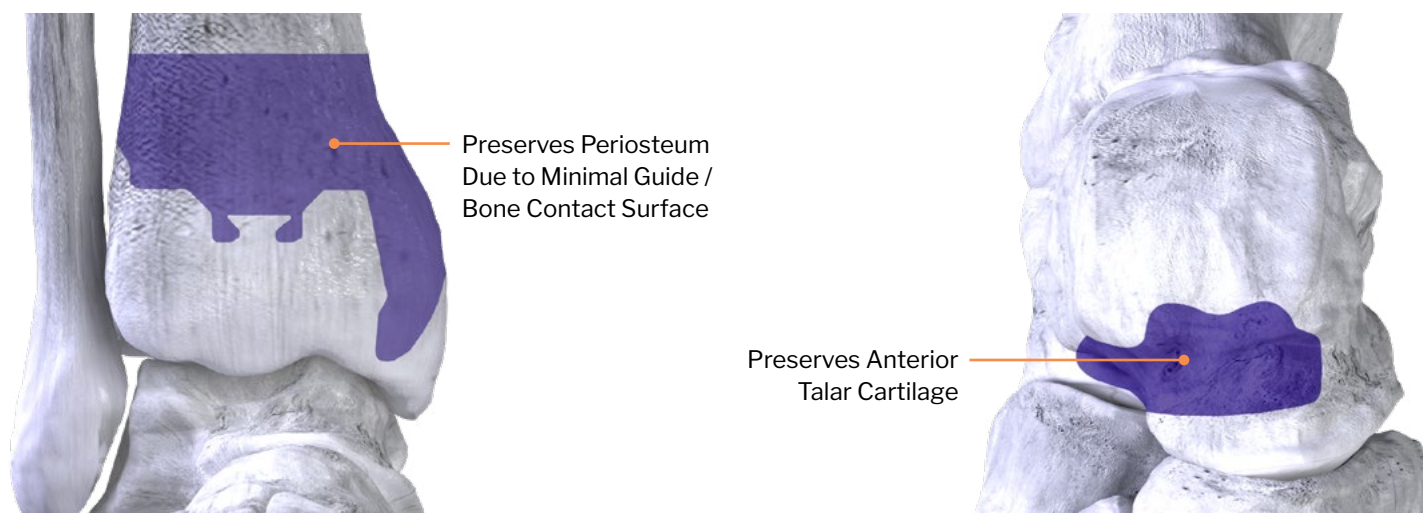 Preserves Periosteum
Due to Minimal Guide /
Bone Contact Surface
Preserves Anterior
Talar Cartilage